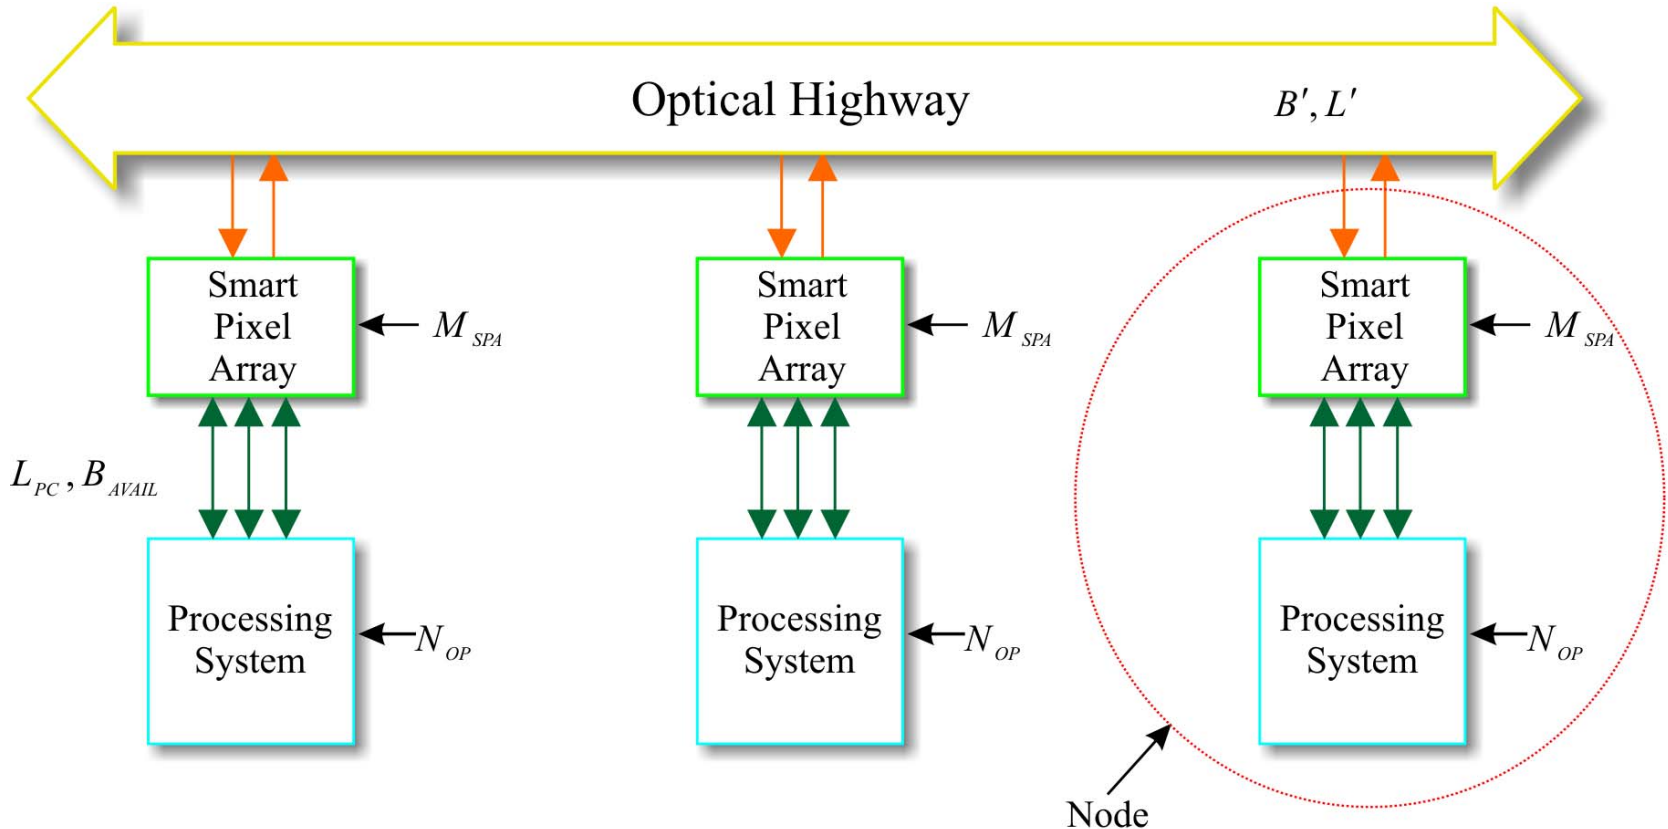 Optical Highway
B′, L′
Smart
Pixel
Array
M SPA
Smart
Pixel
Array
M SPA
Smart
Pixel
Array
M SPA
L PC , B AVAIL
Processing
System
N OP
Processing
System
N OP
Processing
System
N OP
Node